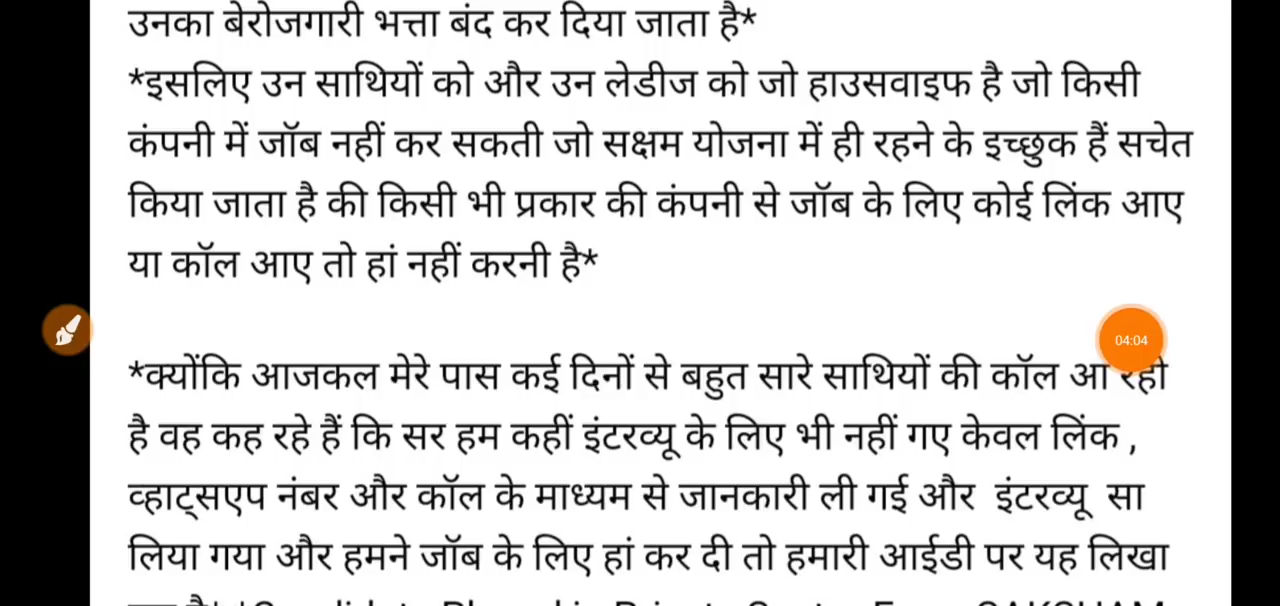 उनका बेरोजगारी भत्ता बंद कर दिया जाता है*
*इसलिए उन साथियों को और उन लेडीज को जो हाउसवाइफ है जो किसी
कंपनी में जॉब नहीं कर सकती जो सक्षम योजना में ही रहने के इच्छुक हैं सचेत
किया जाता है की किसी भी प्रकार की कंपनी से जॉब के लिए कोई लिंक आए
या कॉल आए तो हां नहीं करनी है*
04:04
*क्योंकि आजकल मेरे पास कई दिनों से बहुत सारे साथियों की कॉल आ रही
है वह कह रहे हैं कि सर हम कहीं इंटरव्यू के लिए भी नहीं गए केवल लिंक ,
व्हाट्सएप नंबर और कॉल के माध्यम से जानकारी ली गई और इंटरव्यू सा
लिया गया और हमने जॉब के लिए हां कर दी तो हमारी आईडी पर यह लिखा